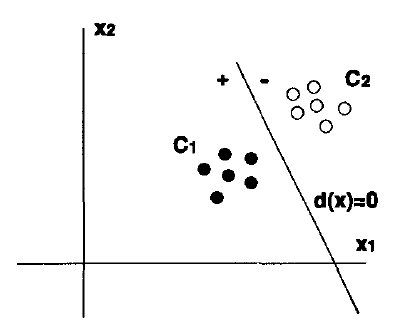 x2
+ -
C2
C1
d(x)=0
x1